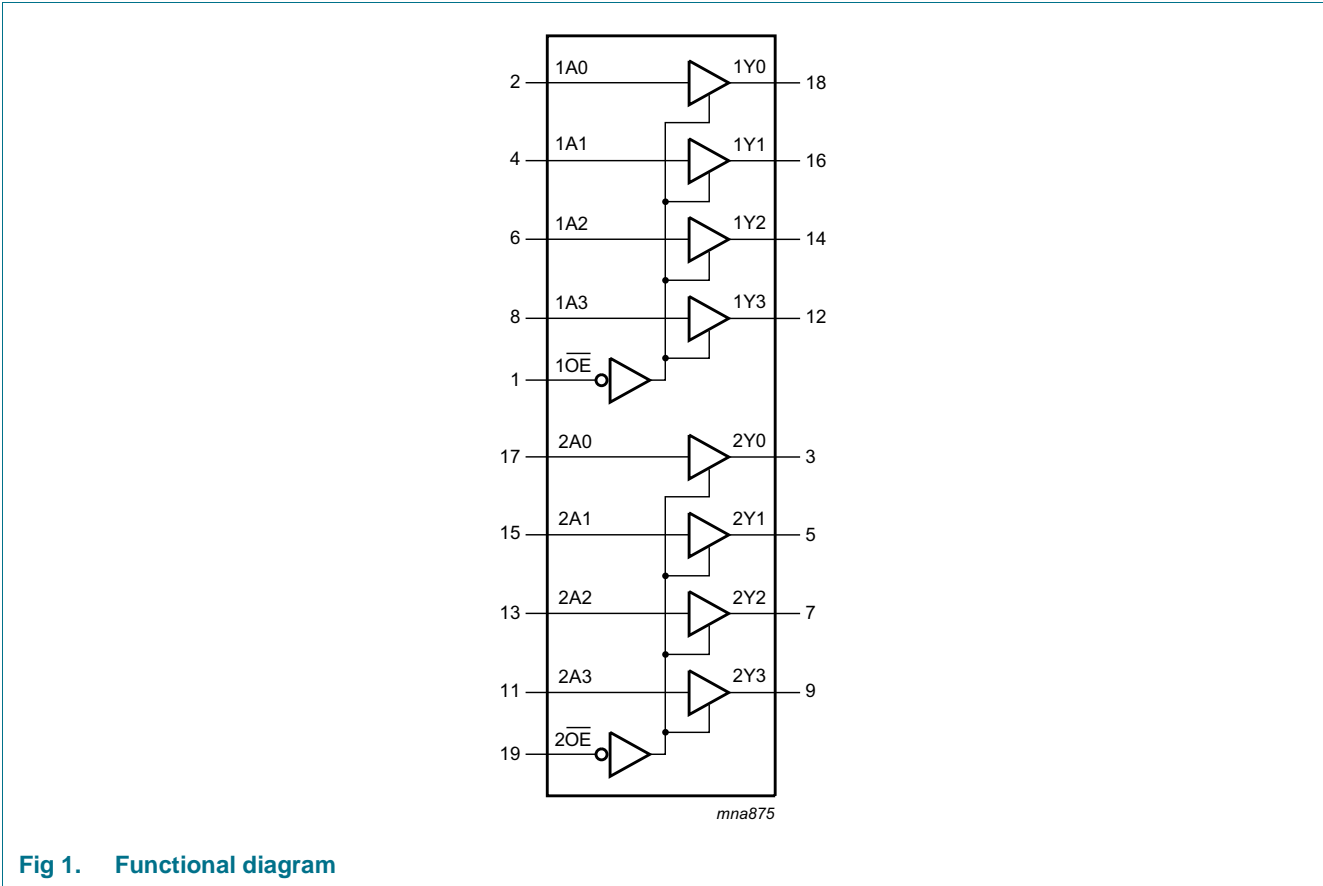 2 1A0 1Y0 18
4 1A1 1Y1 16
6 1A2 1Y2 14
8 1A3 1Y3 12
1 1O̅E̅
17 2A0 2Y0 3
15 2A1 2Y1 5
13 2A2 2Y2 7
11 2A3 2Y3 9
19 2O̅E̅
mna875
Fig 1. Functional diagram